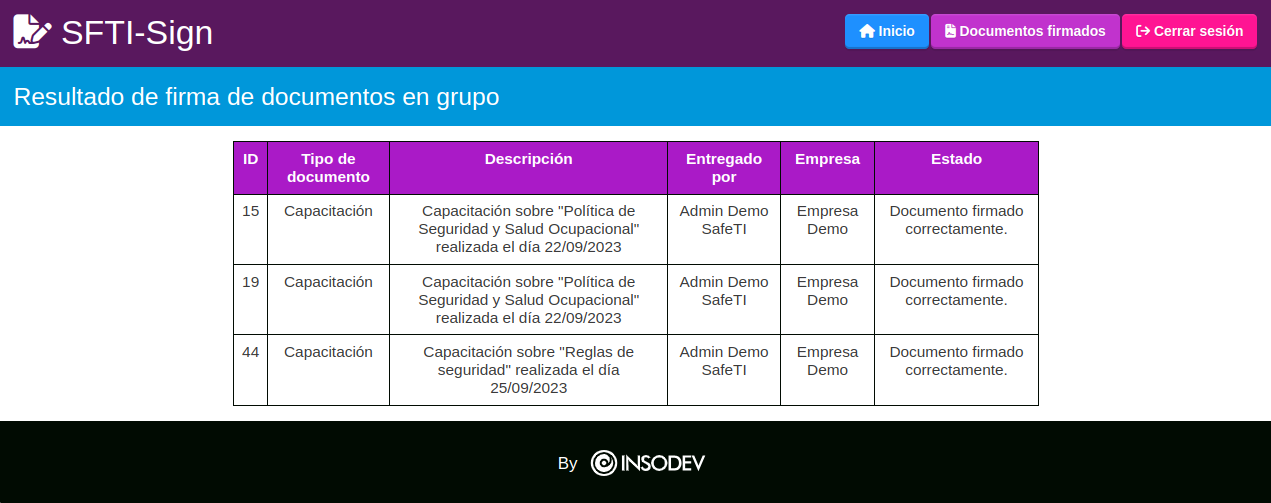 SFTI-Sign
Inicio
Documentos firmados
Cerrar sesión
Resultado de firma de documentos en grupo
ID
Tipo de
documento
Descripción
Entregado
por
Empresa
Estado
15
Capacitación
Capacitación sobre "Política de
Seguridad y Salud Ocupacional"
realizada el día 22/09/2023
Admin Demo
SafeTI
Empresa
Demo
Documento firmado
correctamente.
19
Capacitación
Capacitación sobre "Política de
Seguridad y Salud Ocupacional"
realizada el día 22/09/2023
Admin Demo
SafeTI
Empresa
Demo
Documento firmado
correctamente.
44
Capacitación
Capacitación sobre "Reglas de
seguridad" realizada el día
25/09/2023
Admin Demo
SafeTI
Empresa
Demo
Documento firmado
correctamente.
By INSODEV